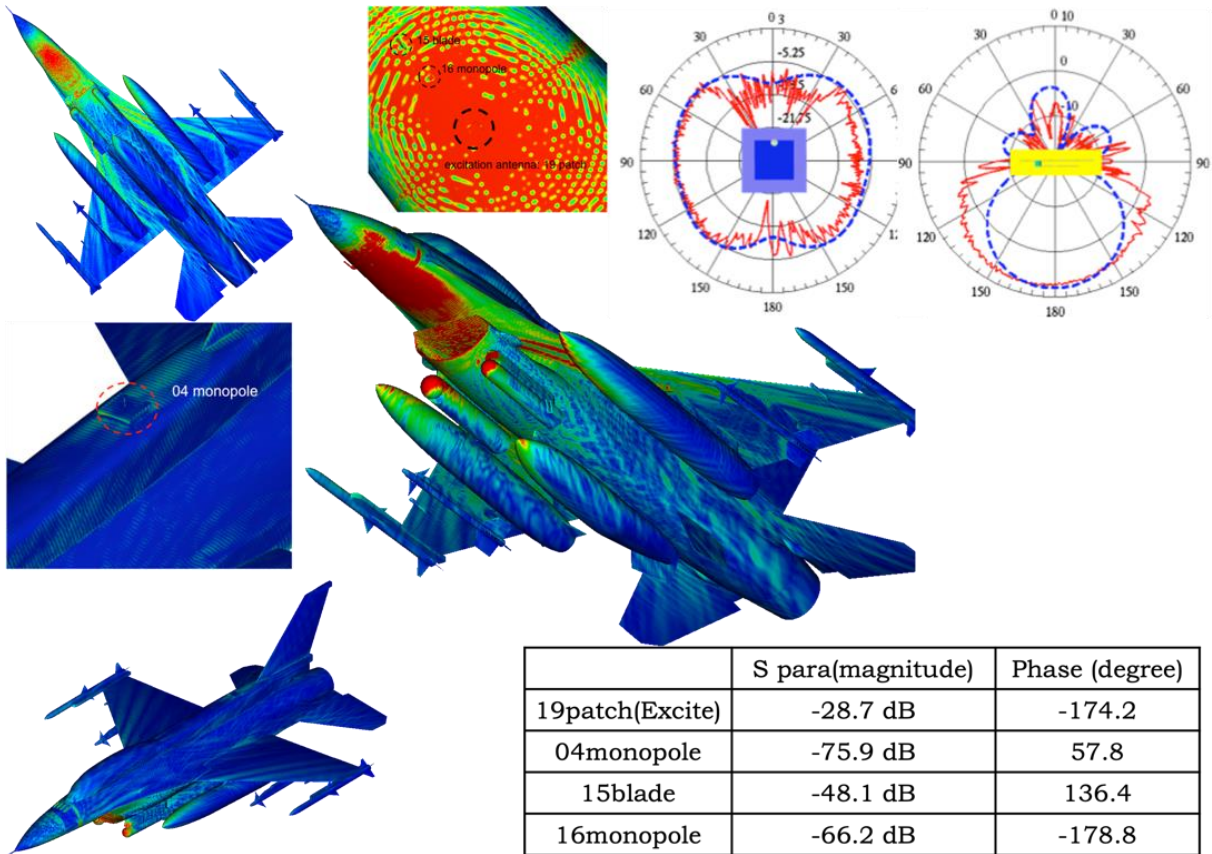 15 blade
16 monopole
excitation antenna: 19 patch
0 3
30
30
-5.25
60
-21.75
90
90
120
150
150
180
0 10
30
30
0
60
60
90
90
120
120
150
150
180
04 monopole
S para(magnitude) Phase (degree)
19patch(Excite) -28.7 dB -174.2
04monopole -75.9 dB 57.8
15blade -48.1 dB 136.4
16monopole -66.2 dB -178.8